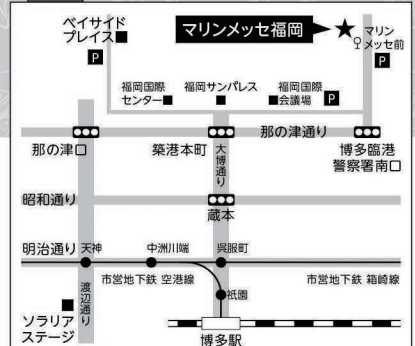 ベイサイド
プレイス
P
マリンメッセ福岡
マリン
メッセ前
P
福岡国際
センター
福岡サンパレス
福岡国際
会議場
P
那の津通り
那の津口
築港本町
大博通り
博多臨港
警察署南口
昭和通り
蔵本
明治通り
天神
中洲川端
呉服町
市営地下鉄 空港線
市営地下鉄 箱崎線
渡辺通り
祇園
ソラリア
ステージ
博多駅